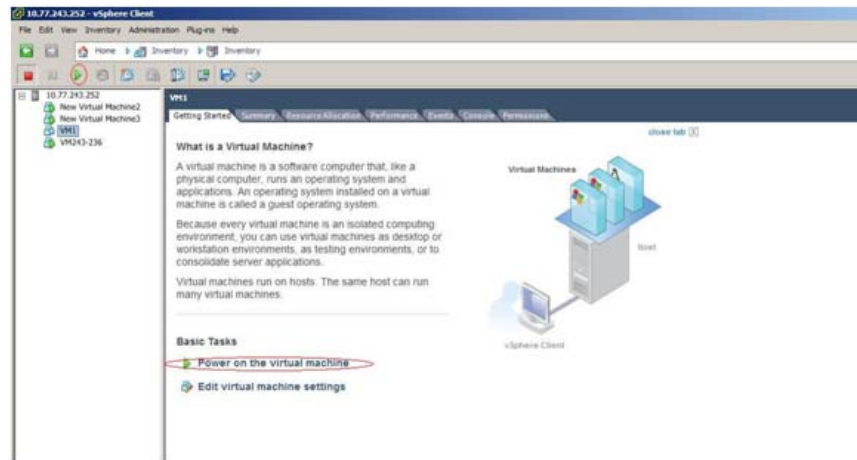 10.77.243.252 - vSphere Client
File Edit View Inventory Administration Plug-ins Help
Home Inventory Inventory
10.77.243.252
New Virtual Machine2
New Virtual Machine3
VM1
VM243-236
VM1
Getting Started Summary Resource Allocation Performance Events Console Permissions
close tab [X]
What is a Virtual Machine?
A virtual machine is a software computer that, like a
physical computer, runs an operating system and
applications. An operating system installed on a virtual
machine is called a guest operating system.
Because every virtual machine is an isolated computing
environment, you can use virtual machines as desktop or
workstation environments, as testing environments, or to
consolidate server applications.
Virtual machines run on hosts. The same host can run
many virtual machines.
Virtual Machines
Host
vSphere Client
Basic Tasks
Power on the virtual machine
Edit virtual machine settings